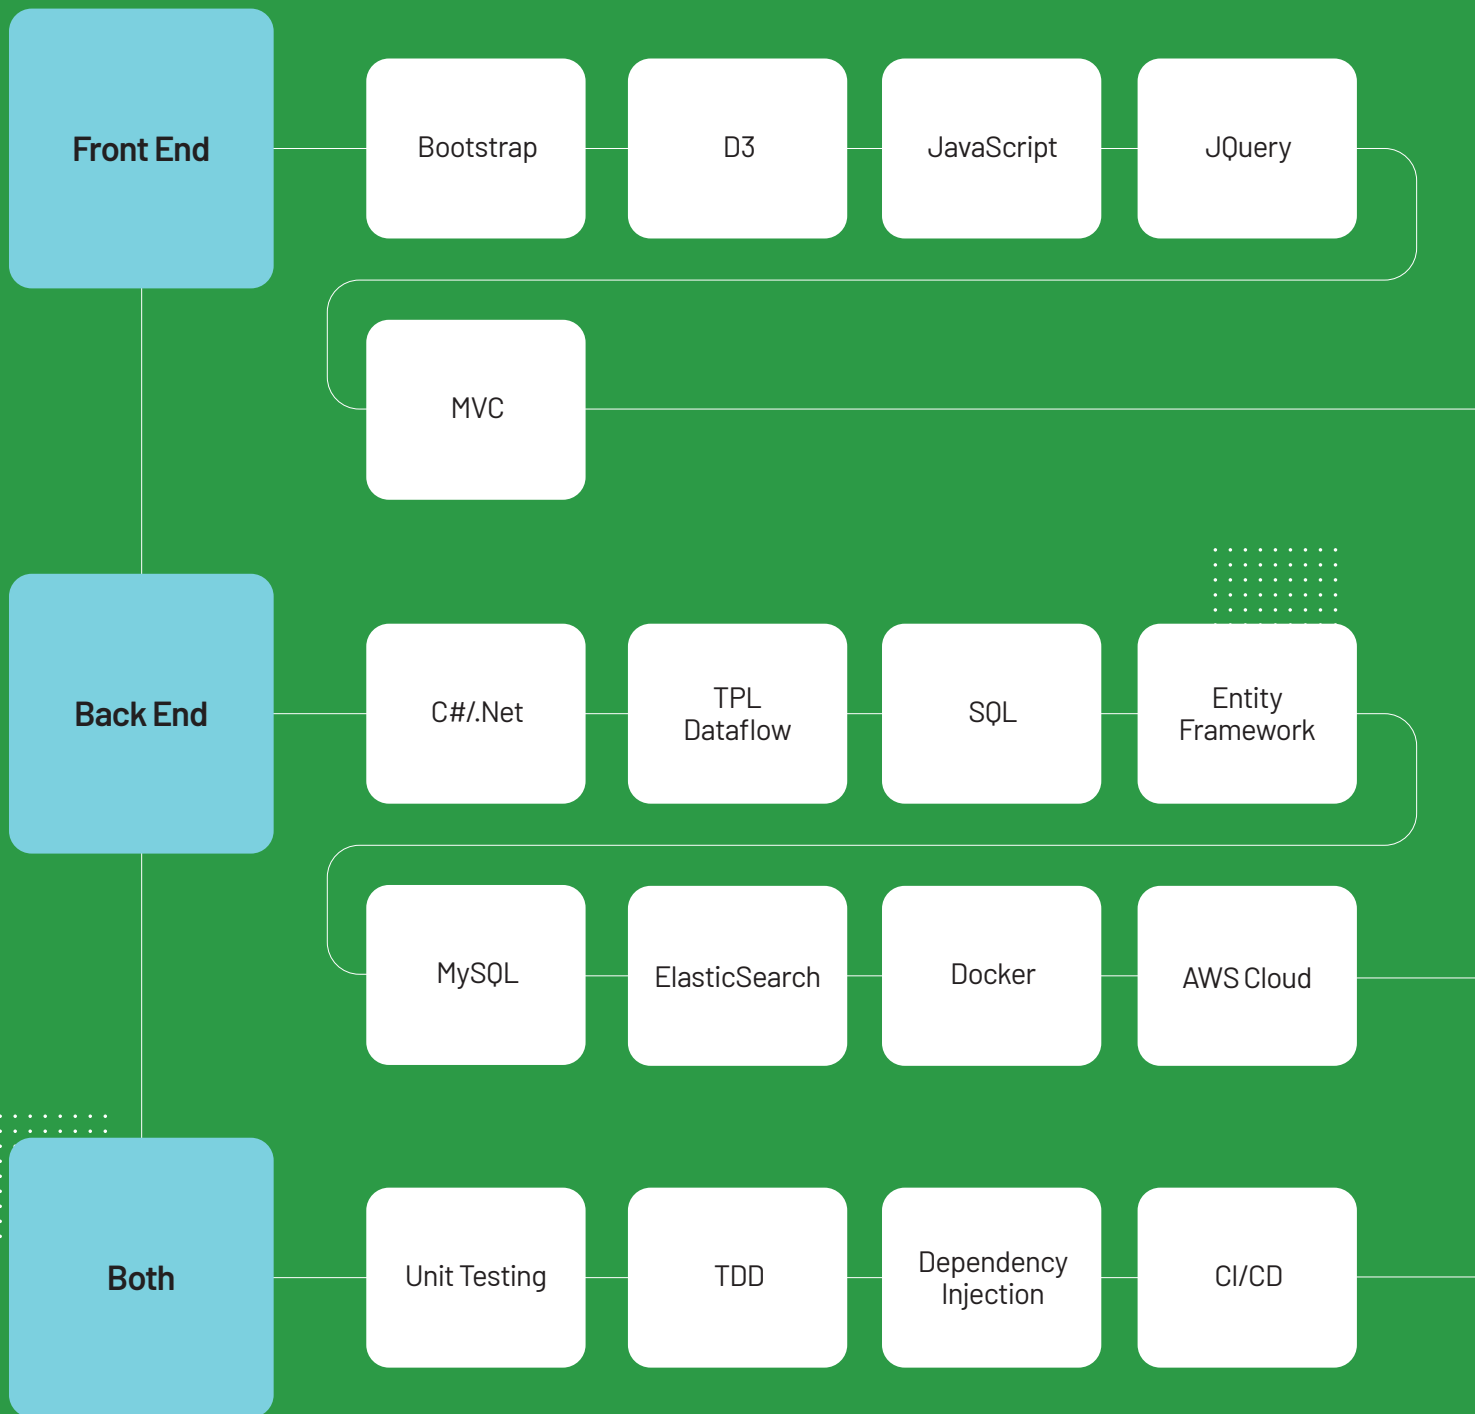 Front End
Bootstrap
D3
JavaScript
JQuery
MVC
Back End
C#/.Net
TPL
Dataflow
SQL
Entity
Framework
MySQL
ElasticSearch
Docker
AWS Cloud
Both
Unit Testing
TDD
Dependency
Injection
CI/CD